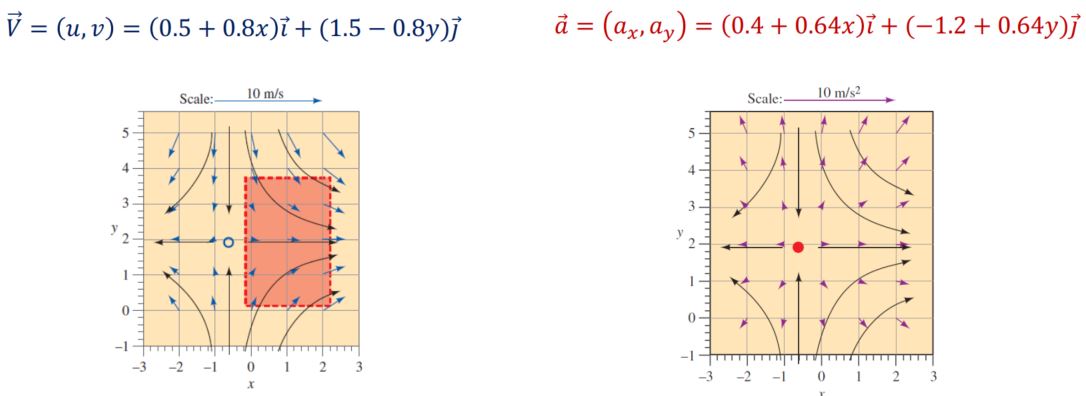 V⃗ = (u, v) = (0.5 + 0.8x)i⃗ + (1.5 − 0.8y)j⃗
a⃗ = (aₓ, a_y) = (0.4 + 0.64x)i⃗ + (−1.2 + 0.64y)j⃗
Scale: 10 m/s
5
4
3
y 2
1
0
−1
−3 −2 −1 0 1 2 3
x
Scale: 10 m/s²
5
4
3
y 2
1
0
−1
−3 −2 −1 0 1 2 3
x